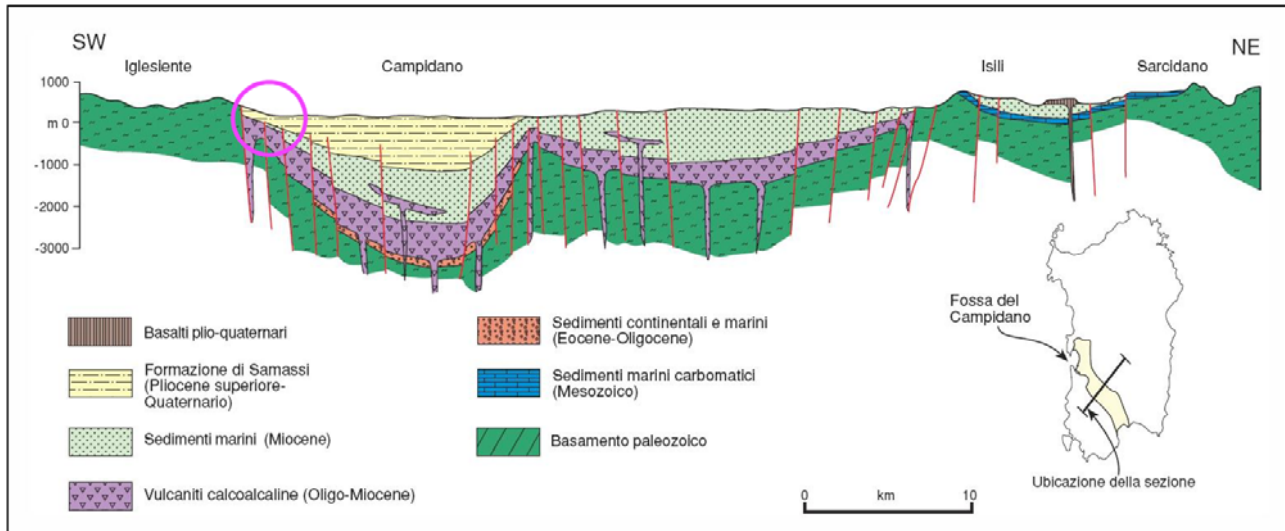 SW
NE
Iglesiente
Campidano
Isili
Sarcidano
1000
m 0
-1000
-2000
-3000
Basalti plio-quaternari
Formazione di Samassi
(Pliocene superiore-
Quaternario)
Sedimenti marini (Miocene)
Vulcaniti calcoalcaline (Oligo-Miocene)
Sedimenti continentali e marini
(Eocene-Oligocene)
Sedimenti marini carbomatici
(Mesozoico)
Basamento paleozoico
0 km 10
Fossa del
Campidano
Ubicazione della sezione